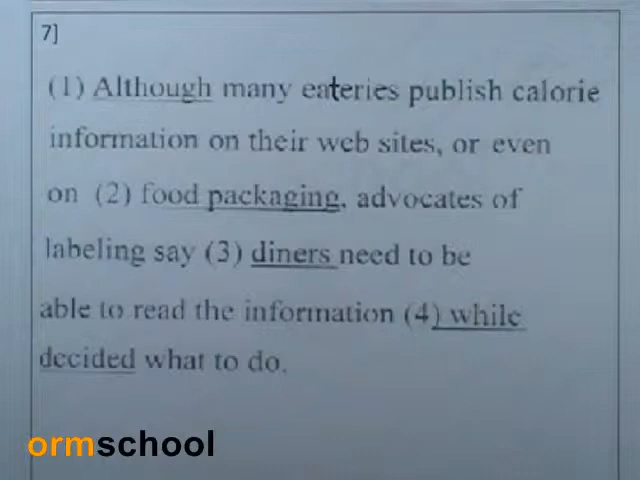 7]
(1) Although many eateries publish calorie
information on their web sites, or even
on (2) food packaging, advocates of
labeling say (3) diners need to be
able to read the information (4) while
decided what to do.
ormschool